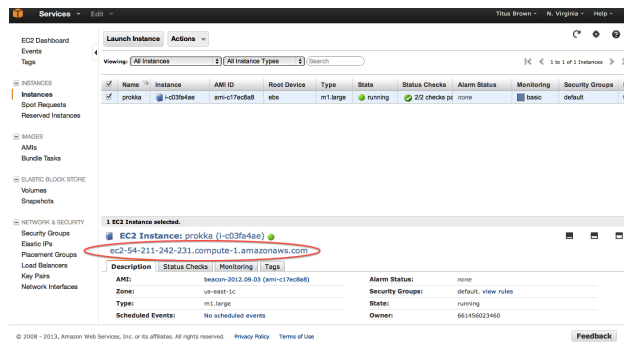 Services Edit Titus Brown N. Virginia Help
EC2 Dashboard
Events
Tags
INSTANCES
Instances
Spot Requests
Reserved Instances
IMAGES
AMIs
Bundle Tasks
ELASTIC BLOCK STORE
Volumes
Snapshots
NETWORK & SECURITY
Security Groups
Elastic IPs
Placement Groups
Load Balancers
Key Pairs
Network Interfaces
Launch Instance Actions
Viewing: All Instances All Instance Types Search 1 to 1 of 1 Instances
Name Instance AMI ID Root Device Type State Status Checks Alarm Status Monitoring Security Groups
prokka i-c03fa4ae ami-c17ec8a8 ebs m1.large running 2/2 checks pa none basic default
1 EC2 Instance selected.
EC2 Instance: prokka (i-c03fa4ae)
ec2-54-211-242-231.compute-1.amazonaws.com
Description Status Checks Monitoring Tags
AMI: beacon-2012.09.03 (ami-c17ec8a8) Alarm Status: none
Zone: us-east-1c Security Groups: default. view rules
Type: m1.large State: running
Scheduled Events: No scheduled events Owner: 661456023460
© 2008 - 2013, Amazon Web Services, Inc. or its affiliates. All rights reserved. Privacy Policy Terms of Use Feedback